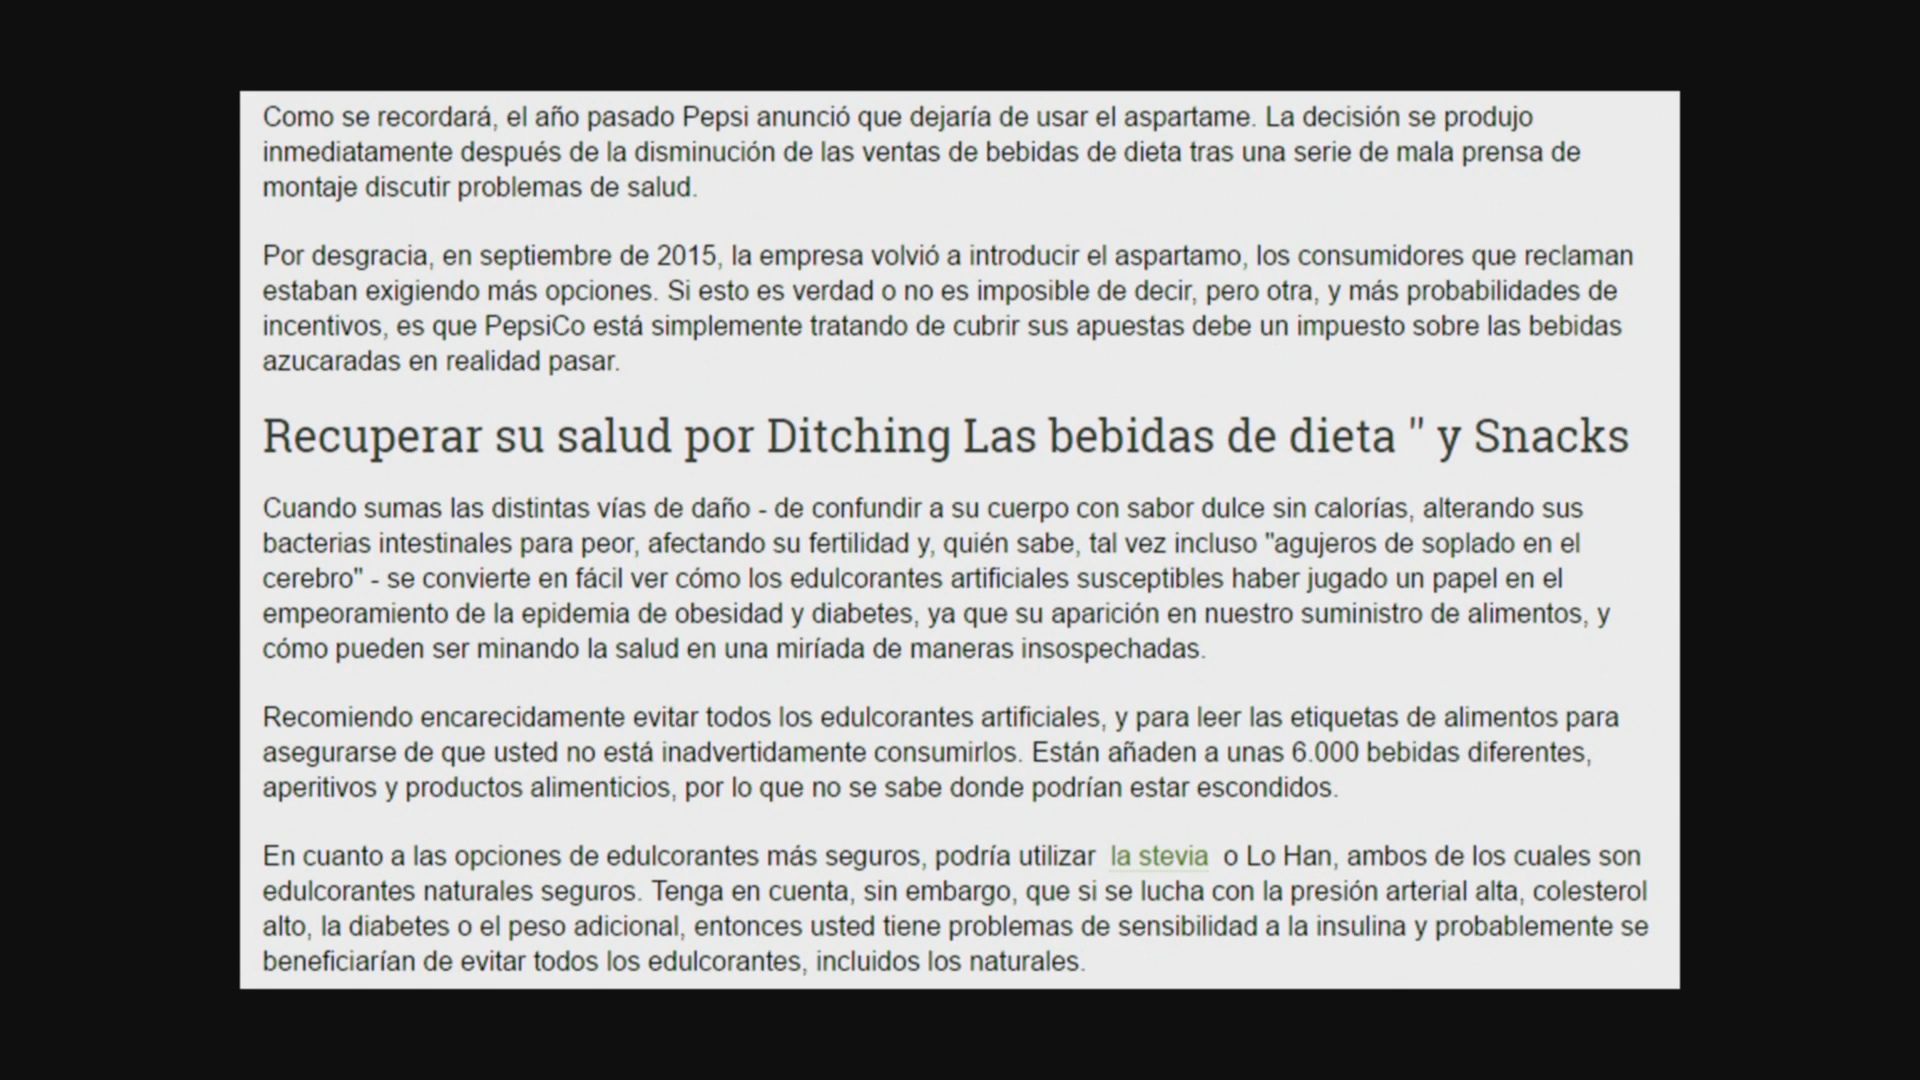 Como se recordará, el año pasado Pepsi anunció que dejaría de usar el aspartame. La decisión se produjo
inmediatamente después de la disminución de las ventas de bebidas de dieta tras una serie de mala prensa de
montaje discutir problemas de salud.
Por desgracia, en septiembre de 2015, la empresa volvió a introducir el aspartamo, los consumidores que reclaman
estaban exigiendo más opciones. Si esto es verdad o no es imposible de decir, pero otra, y más probabilidades de
incentivos, es que PepsiCo está simplemente tratando de cubrir sus apuestas debe un impuesto sobre las bebidas
azucaradas en realidad pasar.
Recuperar su salud por Ditching Las bebidas de dieta " y Snacks
Cuando sumas las distintas vías de daño - de confundir a su cuerpo con sabor dulce sin calorías, alterando sus
bacterias intestinales para peor, afectando su fertilidad y, quién sabe, tal vez incluso "agujeros de soplado en el
cerebro" - se convierte en fácil ver cómo los edulcorantes artificiales susceptibles haber jugado un papel en el
empeoramiento de la epidemia de obesidad y diabetes, ya que su aparición en nuestro suministro de alimentos, y
cómo pueden ser minando la salud en una miríada de maneras insospechadas.
Recomiendo encarecidamente evitar todos los edulcorantes artificiales, y para leer las etiquetas de alimentos para
asegurarse de que usted no está inadvertidamente consumirlos. Están añaden a unas 6.000 bebidas diferentes,
aperitivos y productos alimenticios, por lo que no se sabe donde podrían estar escondidos.
En cuanto a las opciones de edulcorantes más seguros, podría utilizar la stevia o Lo Han, ambos de los cuales son
edulcorantes naturales seguros. Tenga en cuenta, sin embargo, que si se lucha con la presión arterial alta, colesterol
alto, la diabetes o el peso adicional, entonces usted tiene problemas de sensibilidad a la insulina y probablemente se
beneficiarían de evitar todos los edulcorantes, incluidos los naturales.